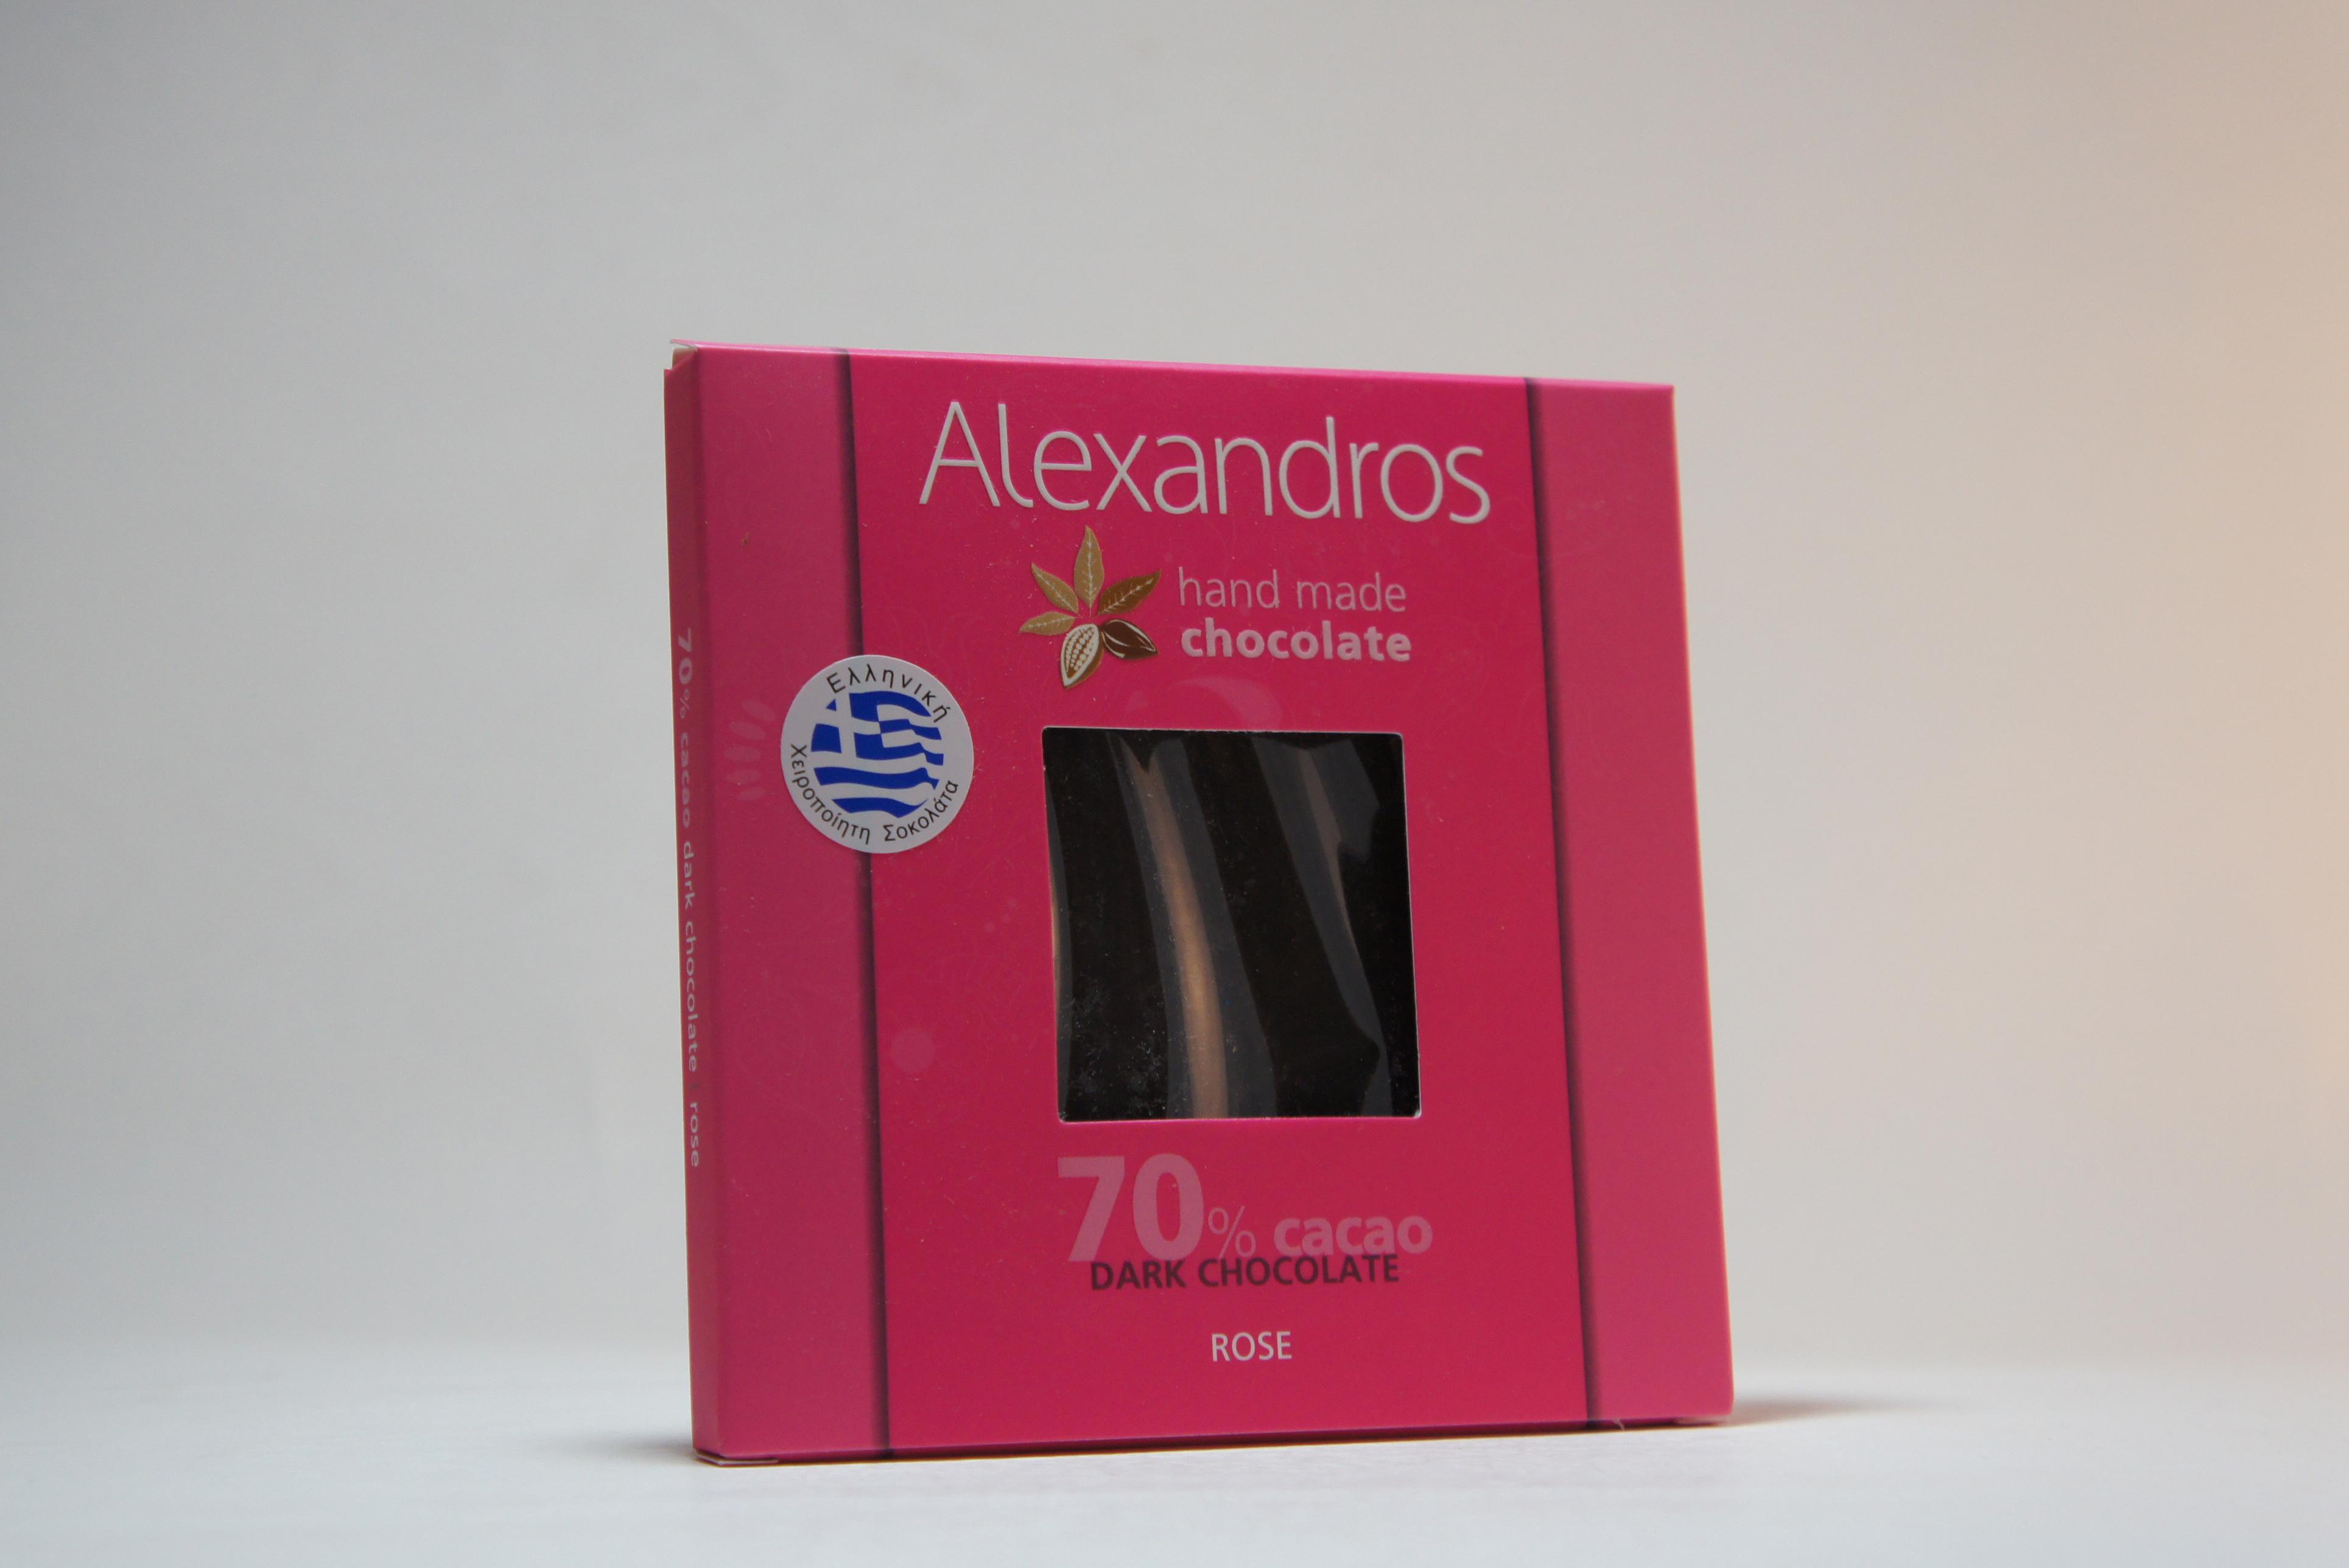 Alexandros
hand made
chocolate
Ελληνική
Χειροποίητη Σοκολάτα
70% cacao
DARK CHOCOLATE
ROSE
70% cacao dark chocolate | rose